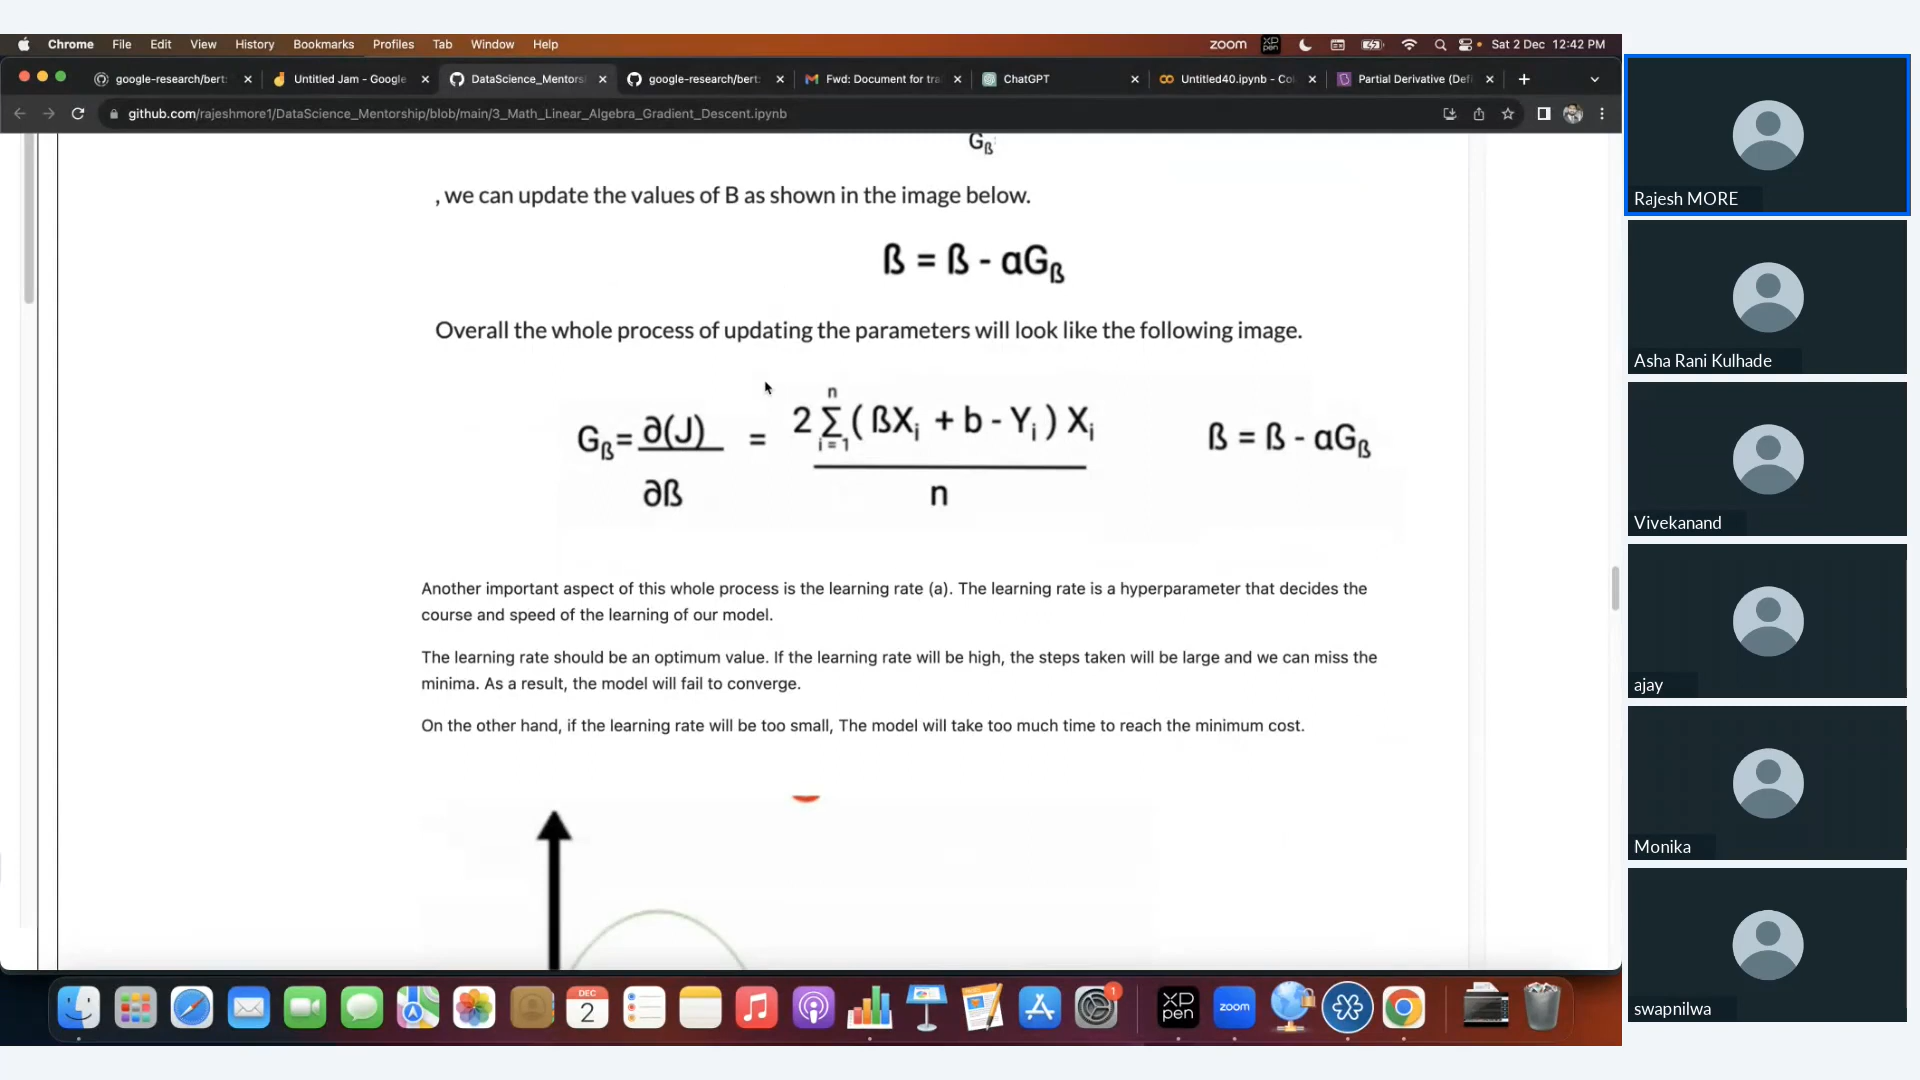 Chrome File Edit View History Bookmarks Profiles Tab Window Help zoom XP pen Sat 2 Dec 12:42 PM
google-research/bert: Untitled Jam - Google DataScience_Mentors google-research/bert: Fwd: Document for tra ChatGPT Untitled40.ipynb - Co Partial Derivative (Defi
github.com/rajeshmore1/DataScience_Mentorship/blob/main/3_Math_Linear_Algebra_Gradient_Descent.ipynb
Gß
, we can update the values of B as shown in the image below.
ß = ß - αGß
Overall the whole process of updating the parameters will look like the following image.
Gß = ∂(J) / ∂ß = 2 Σ i = 1 n ( ßXi + b - Yi ) Xi / n ß = ß - αGß
Another important aspect of this whole process is the learning rate (a). The learning rate is a hyperparameter that decides the
course and speed of the learning of our model.
The learning rate should be an optimum value. If the learning rate will be high, the steps taken will be large and we can miss the
minima. As a result, the model will fail to converge.
On the other hand, if the learning rate will be too small, The model will take too much time to reach the minimum cost.
DEC
2
1
XP
pen
zoom
Rajesh MORE
Asha Rani Kulhade
Vivekanand
ajay
Monika
swapnilwa